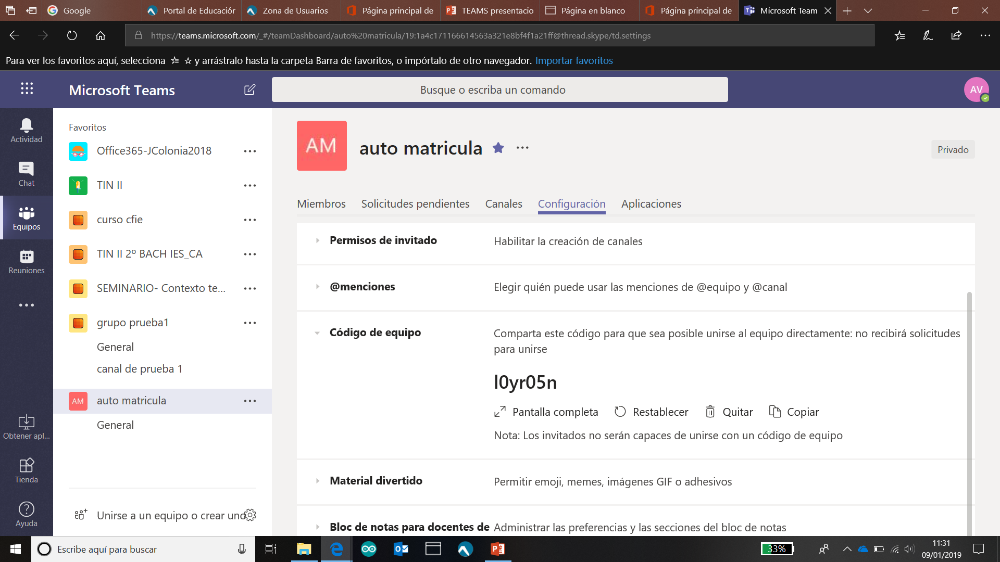 Google
Portal de Educaciór
Zona de Usuarios
Página principal de
TEAMS presentacio
Página en blanco
Página principal de
Microsoft Team
https://teams.microsoft.com/_#/teamDashboard/auto%20matricula/19:1a4c171166614563a321e8bf4f1a21ff@thread.skype/td.settings
Para ver los favoritos aquí, selecciona y arrástralo hasta la carpeta Barra de favoritos, o impórtalo de otro navegador. Importar favoritos
Microsoft Teams
Busque o escriba un comando
AV
Actividad
Chat
Equipos
Reuniones
Obtener apl...
Tienda
Ayuda
Favoritos
Office365-JColonia2018
TIN II
curso cfie
TIN II 2º BACH IES_CA
SEMINARIO- Contexto te...
grupo prueba1
General
canal de prueba 1
AM auto matricula
General
Unirse a un equipo o crear uno
AM
auto matricula
Privado
Miembros
Solicitudes pendientes
Canales
Configuración
Aplicaciones
Permisos de invitado
Habilitar la creación de canales
@menciones
Elegir quién puede usar las menciones de @equipo y @canal
Código de equipo
Comparta este código para que sea posible unirse al equipo directamente: no recibirá solicitudes
para unirse
l0yr05n
Pantalla completa
Restablecer
Quitar
Copiar
Nota: Los invitados no serán capaces de unirse con un código de equipo
Material divertido
Permitir emoji, memes, imágenes GIF o adhesivos
Bloc de notas para docentes de
Administrar las preferencias y las secciones del bloc de notas
Escribe aquí para buscar
33%
11:31
09/01/2019